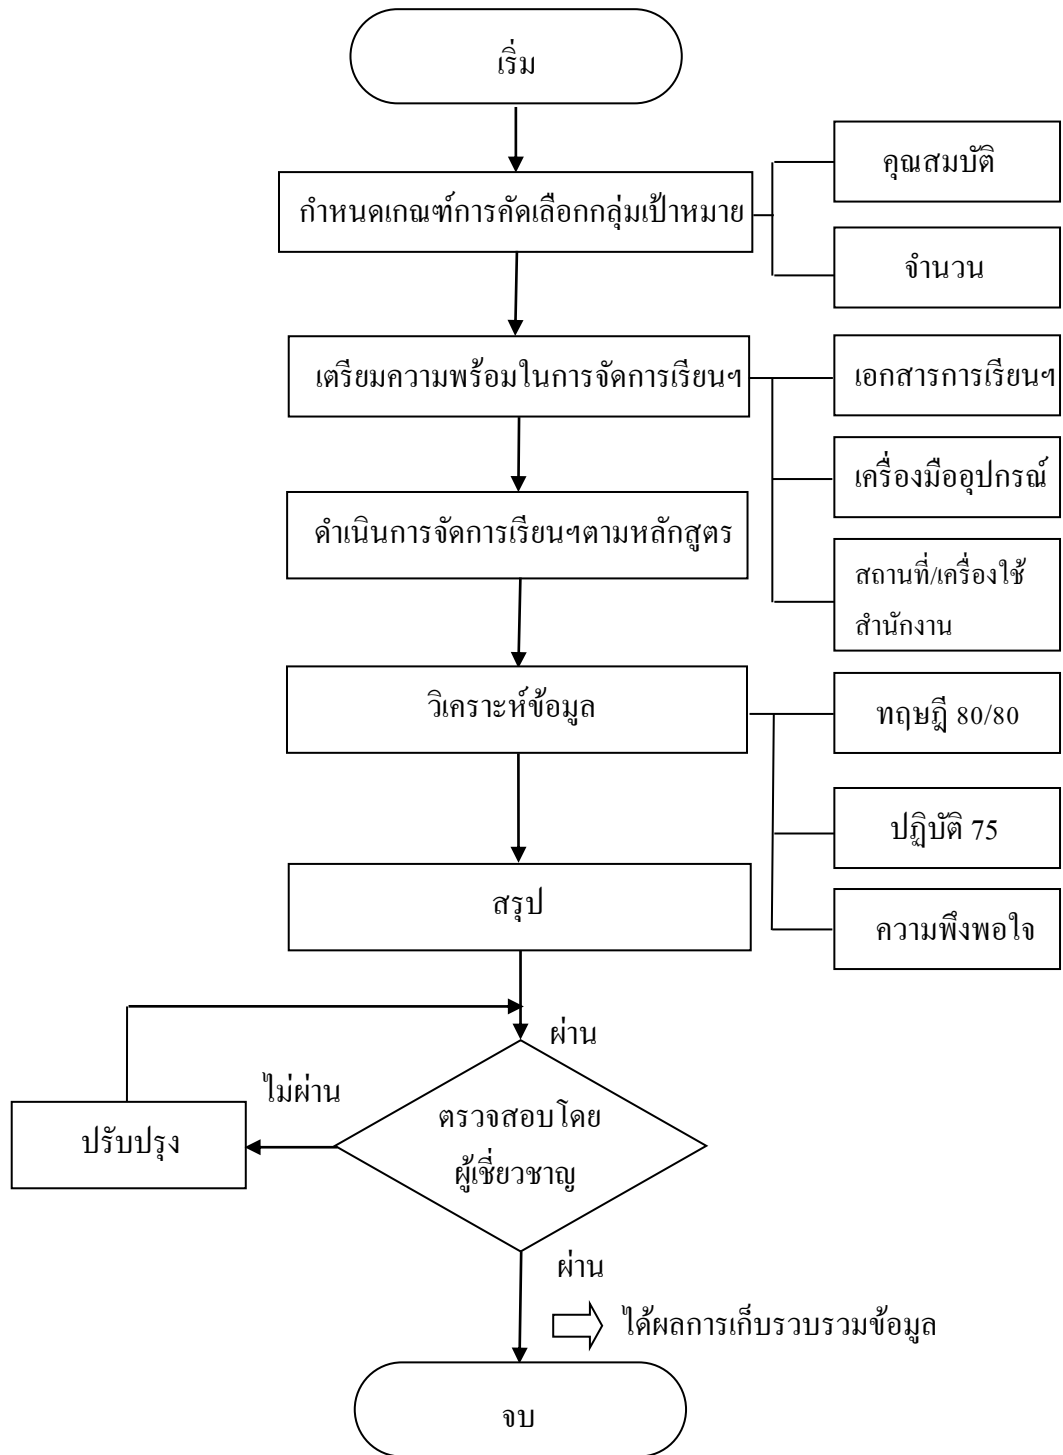 เริ่ม
กำหนดเกณฑ์การคัดเลือกกลุ่มเป้าหมาย
คุณสมบัติ
จำนวน
เตรียมความพร้อมในการจัดการเรียนฯ
เอกสารการเรียนฯ
เครื่องมืออุปกรณ์
สถานที่/เครื่องใช้
สำนักงาน
ดำเนินการจัดการเรียนฯตามหลักสูตร
วิเคราะห์ข้อมูล
ทฤษฎี 80/80
ปฏิบัติ 75
ความพึงพอใจ
สรุป
ผ่าน
ไม่ผ่าน
ปรับปรุง
ตรวจสอบโดย
ผู้เชี่ยวชาญ
ผ่าน
ได้ผลการเก็บรวบรวมข้อมูล
จบ